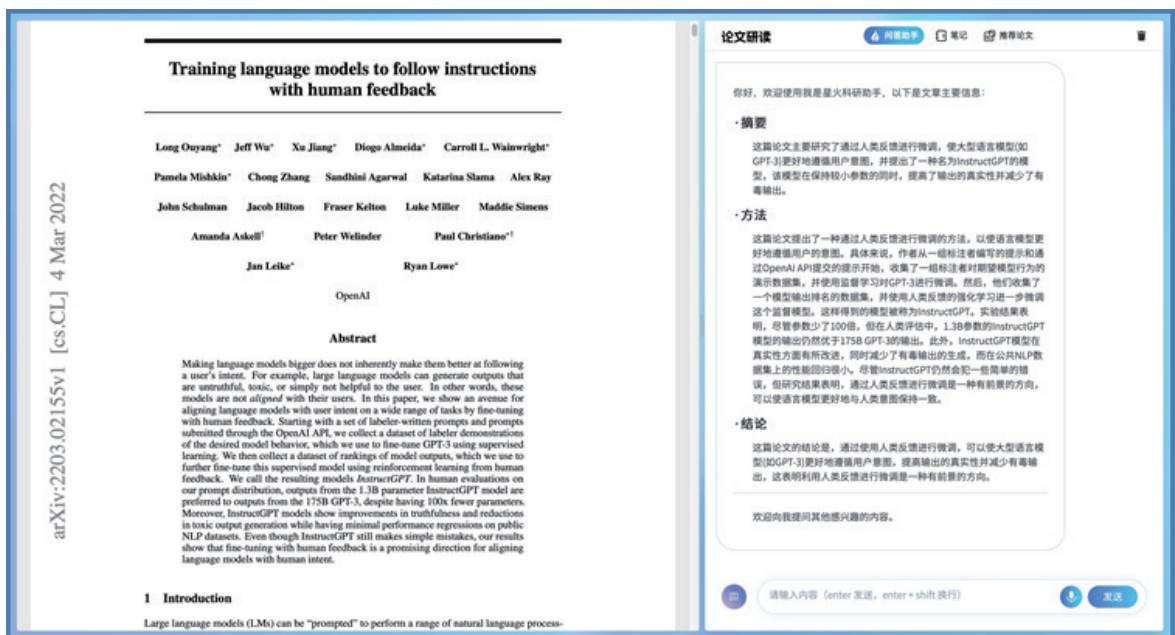 Training language models to follow instructions
with human feedback
Long Ouyang* Jeff Wu* Xu Jiang* Diogo Almeida* Carroll L. Wainwright*
Pamela Mishkin* Chong Zhang Sandhini Agarwal Katarina Slama Alex Ray
John Schulman Jacob Hilton Fraser Kelton Luke Miller Maddie Simens
Amanda Askell† Peter Welinder Paul Christiano*†
Jan Leike* Ryan Lowe*
OpenAI
Abstract
Making language models bigger does not inherently make them better at following
a user's intent. For example, large language models can generate outputs that
are untruthful, toxic, or simply not helpful to the user. In other words, these
models are not aligned with their users. In this paper, we show an avenue for
aligning language models with user intent on a wide range of tasks by fine-tuning
with human feedback. Starting with a set of labeler-written prompts and prompts
submitted through the OpenAI API, we collect a dataset of labeler demonstrations
of the desired model behavior, which we use to fine-tune GPT-3 using supervised
learning. We then collect a dataset of rankings of model outputs, which we use to
further fine-tune this supervised model using reinforcement learning from human
feedback. We call the resulting models InstructGPT. In human evaluations on
our prompt distribution, outputs from the 1.3B parameter InstructGPT model are
preferred to outputs from the 175B GPT-3, despite having 100x fewer parameters.
Moreover, InstructGPT models show improvements in truthfulness and reductions
in toxic output generation while having minimal performance regressions on public
NLP datasets. Even though InstructGPT still makes simple mistakes, our results
show that fine-tuning with human feedback is a promising direction for aligning
language models with human intent.
1 Introduction
Large language models (LMs) can be "prompted" to perform a range of natural language process-
arXiv:2203.02155v1 [cs.CL] 4 Mar 2022
论文研读 问答助手 笔记 推荐论文
你好，欢迎使用我是星火科研助手，以下是文章主要信息：
·摘要
这篇论文主要研究了通过人类反馈进行微调，使大型语言模型(如
GPT-3)更好地遵循用户意图，并提出了一种名为InstructGPT的模
型，该模型在保持较小参数的同时，提高了输出的真实性并减少了有
毒输出。
·方法
这篇论文提出了一种通过人类反馈进行微调的方法，以使语言模型更
好地遵循用户的意图。具体来说，作者从一组标注者编写的提示和通
过OpenAI API提交的提示开始，收集了一组标注者对期望模型行为的
演示数据集，并使用监督学习对GPT-3进行微调。然后，他们收集了
一个模型输出排名的数据集，并使用人类反馈的强化学习进一步微调
这个监督模型。这样得到的模型被称为InstructGPT。实验结果表
明，尽管参数少了100倍，但在人类评估中，1.3B参数的InstructGPT
模型的输出仍然优于175B GPT-3的输出。此外，InstructGPT模型在
真实性方面有所改进，同时减少了有毒输出的生成，而在公共NLP数
据集上的性能回归很小。尽管InstructGPT仍然会犯一些简单的错
误，但研究结果表明，通过人类反馈进行微调是一种有前景的方向，
可以使语言模型更好地与人类意图保持一致。
·结论
这篇论文的结论是，通过使用人类反馈进行微调，可以使大型语言模
型(如GPT-3)更好地遵循用户意图。提高输出的真实性并减少有毒输
出，这表明利用人类反馈进行微调是一种有前景的方向。
欢迎向我提问其他感兴趣的内容。
请输入内容（enter 发送，enter + shift 换行） 发送